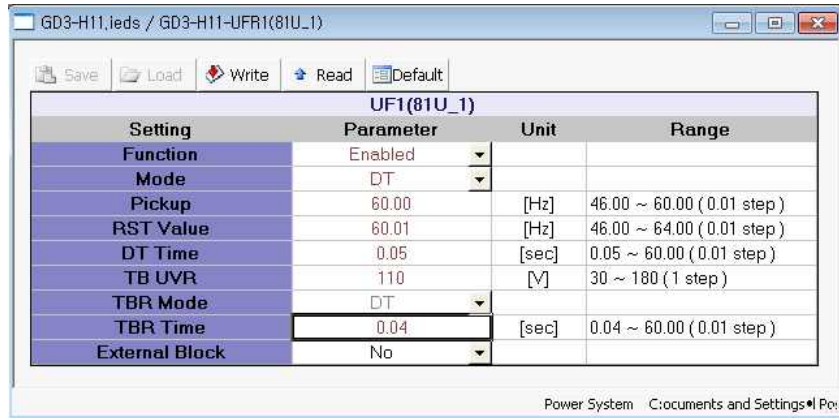 GD3-H11.ieds / GD3-H11-UFR1(81U_1)
Save Load Write Read Default
UF1(81U_1)
Setting Parameter Unit Range
Function Enabled
Mode DT
Pickup 60.00 [Hz] 46.00 ~ 60.00 ( 0.01 step )
RST Value 60.01 [Hz] 46.00 ~ 64.00 ( 0.01 step )
DT Time 0.05 [sec] 0.05 ~ 60.00 ( 0.01 step )
TB UVR 110 [V] 30 ~ 180 ( 1 step )
TBR Mode DT
TBR Time 0.04 [sec] 0.04 ~ 60.00 ( 0.01 step )
External Block No
Power System C:ocuments and Settings•l